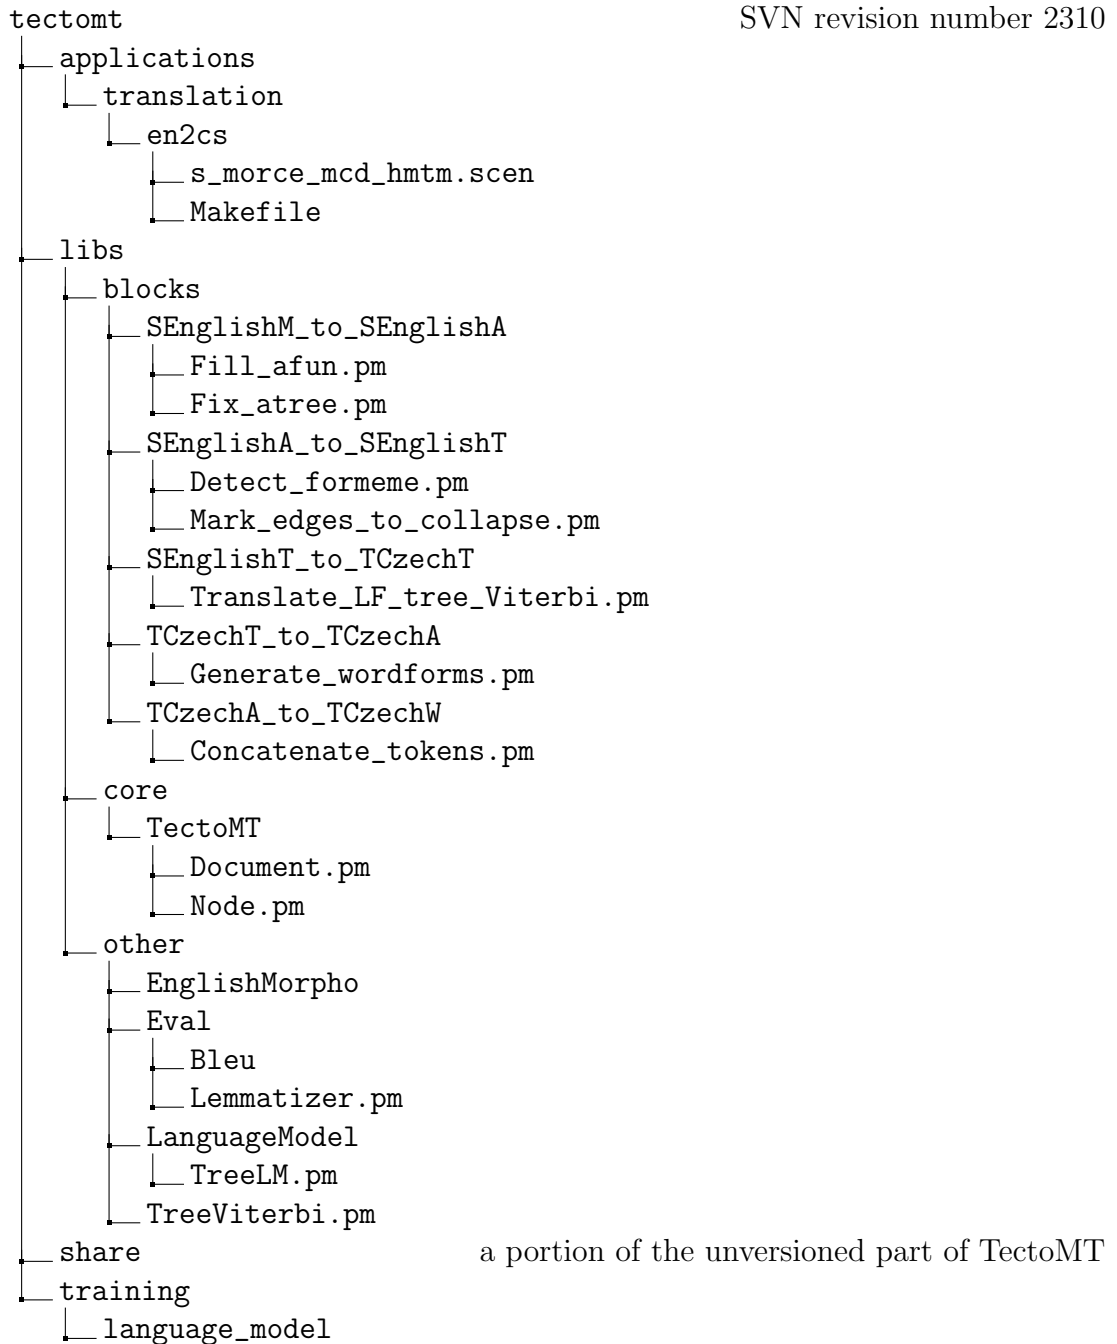 tectomt SVN revision number 2310
applications
translation
en2cs
s_morce_mcd_hmtm.scen
Makefile
libs
blocks
SEnglishM_to_SEnglishA
Fill_afun.pm
Fix_atree.pm
SEnglishA_to_SEnglishT
Detect_formeme.pm
Mark_edges_to_collapse.pm
SEnglishT_to_TCzechT
Translate_LF_tree_Viterbi.pm
TCzechT_to_TCzechA
Generate_wordforms.pm
TCzechA_to_TCzechW
Concatenate_tokens.pm
core
TectoMT
Document.pm
Node.pm
other
EnglishMorpho
Eval
Bleu
Lemmatizer.pm
LanguageModel
TreeLM.pm
TreeViterbi.pm
share a portion of the unversioned part of TectoMT
training
language_model